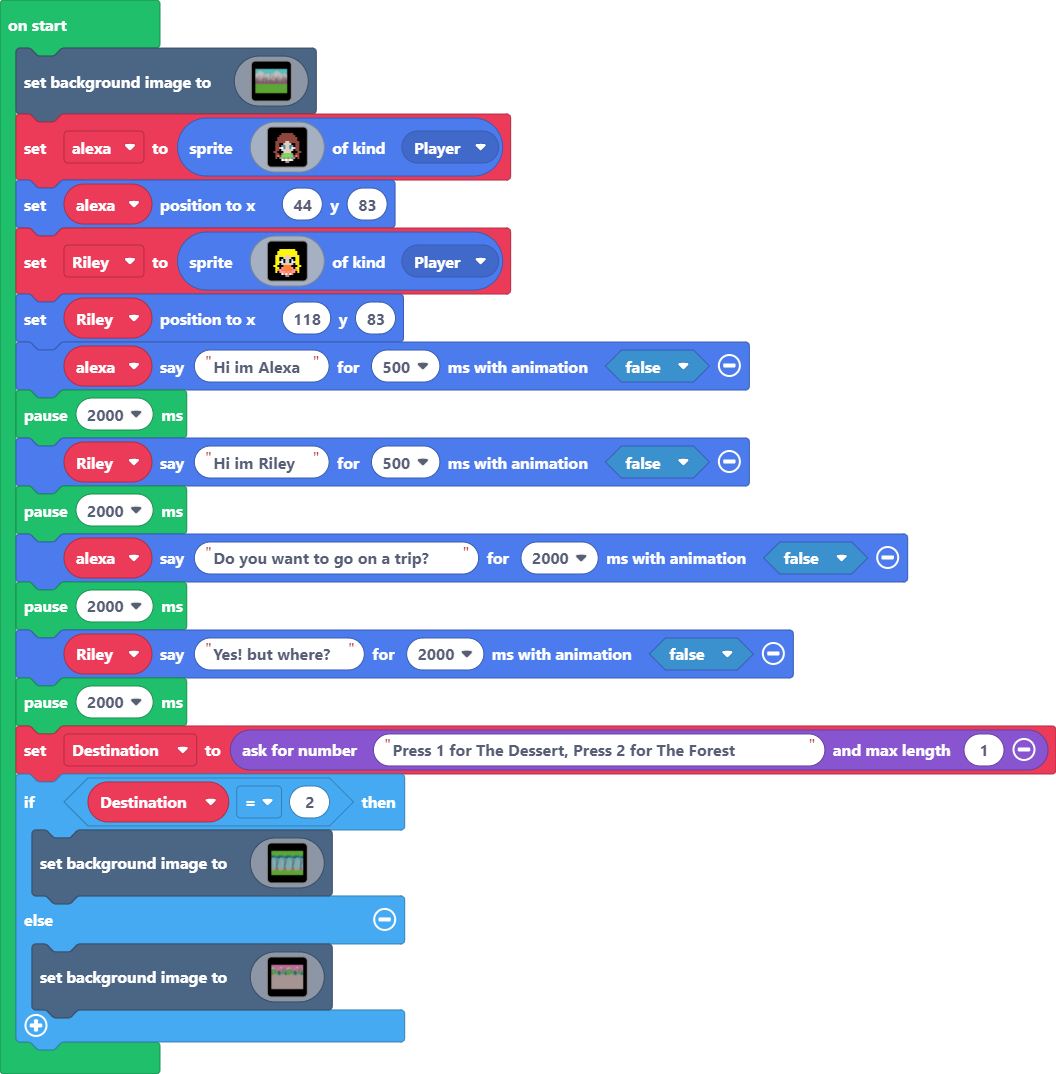 on start
set background image to
set alexa to sprite of kind Player
set alexa position to x 44 y 83
set Riley to sprite of kind Player
set Riley position to x 118 y 83
alexa say "Hi im Alexa" for 500 ms with animation false
pause 2000 ms
Riley say "Hi im Riley" for 500 ms with animation false
pause 2000 ms
alexa say "Do you want to go on a trip?" for 2000 ms with animation false
pause 2000 ms
Riley say "Yes! but where?" for 2000 ms with animation false
pause 2000 ms
set Destination to ask for number "Press 1 for The Dessert, Press 2 for The Forest" and max length 1
if Destination = 2 then
set background image to
else
set background image to